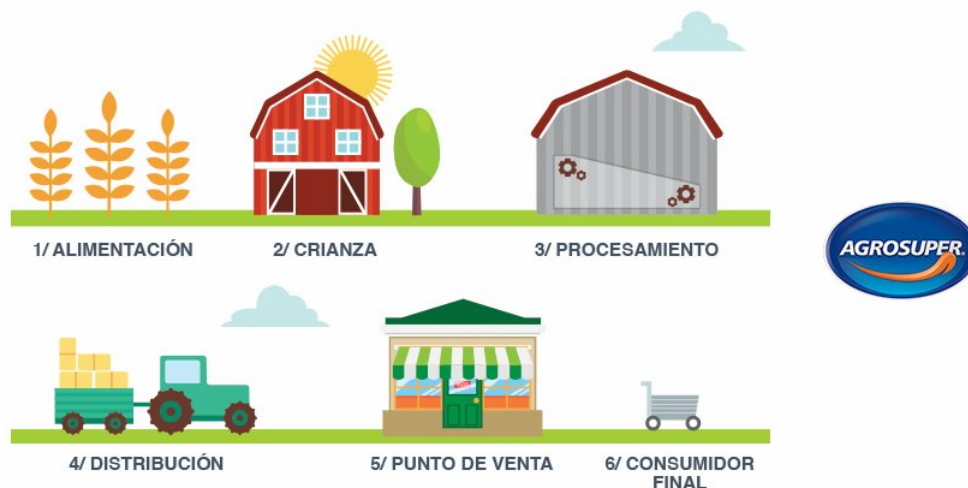 1/ ALIMENTACIÓN
2/ CRIANZA
3/ PROCESAMIENTO
AGROSUPER
4/ DISTRIBUCIÓN
5/ PUNTO DE VENTA
6/ CONSUMIDOR
FINAL